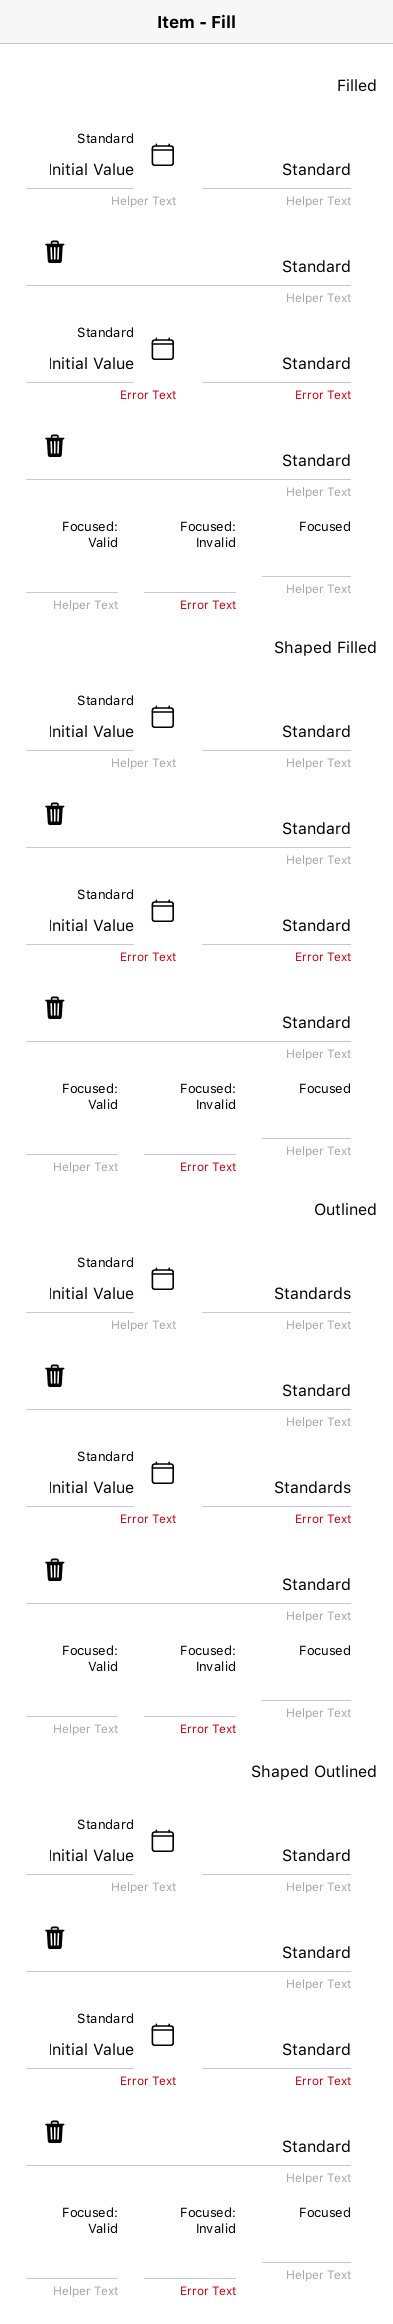 Item - Fill
Filled
Standard
Initial Value
Standard
Helper Text
Helper Text
Standard
Helper Text
Standard
Initial Value
Standard
Error Text
Error Text
Standard
Helper Text
Focused:
Valid
Focused:
Invalid
Focused
Helper Text
Error Text
Helper Text
Shaped Filled
Standard
Initial Value
Standard
Helper Text
Helper Text
Standard
Helper Text
Standard
Initial Value
Standard
Error Text
Error Text
Standard
Helper Text
Focused:
Valid
Focused:
Invalid
Focused
Helper Text
Error Text
Helper Text
Outlined
Standard
Initial Value
Standards
Helper Text
Helper Text
Standard
Helper Text
Standard
Initial Value
Standards
Error Text
Error Text
Standard
Helper Text
Focused:
Valid
Focused:
Invalid
Focused
Helper Text
Error Text
Helper Text
Shaped Outlined
Standard
Initial Value
Standard
Helper Text
Helper Text
Standard
Helper Text
Standard
Initial Value
Standard
Error Text
Error Text
Standard
Helper Text
Focused:
Valid
Focused:
Invalid
Focused
Helper Text
Error Text
Helper Text